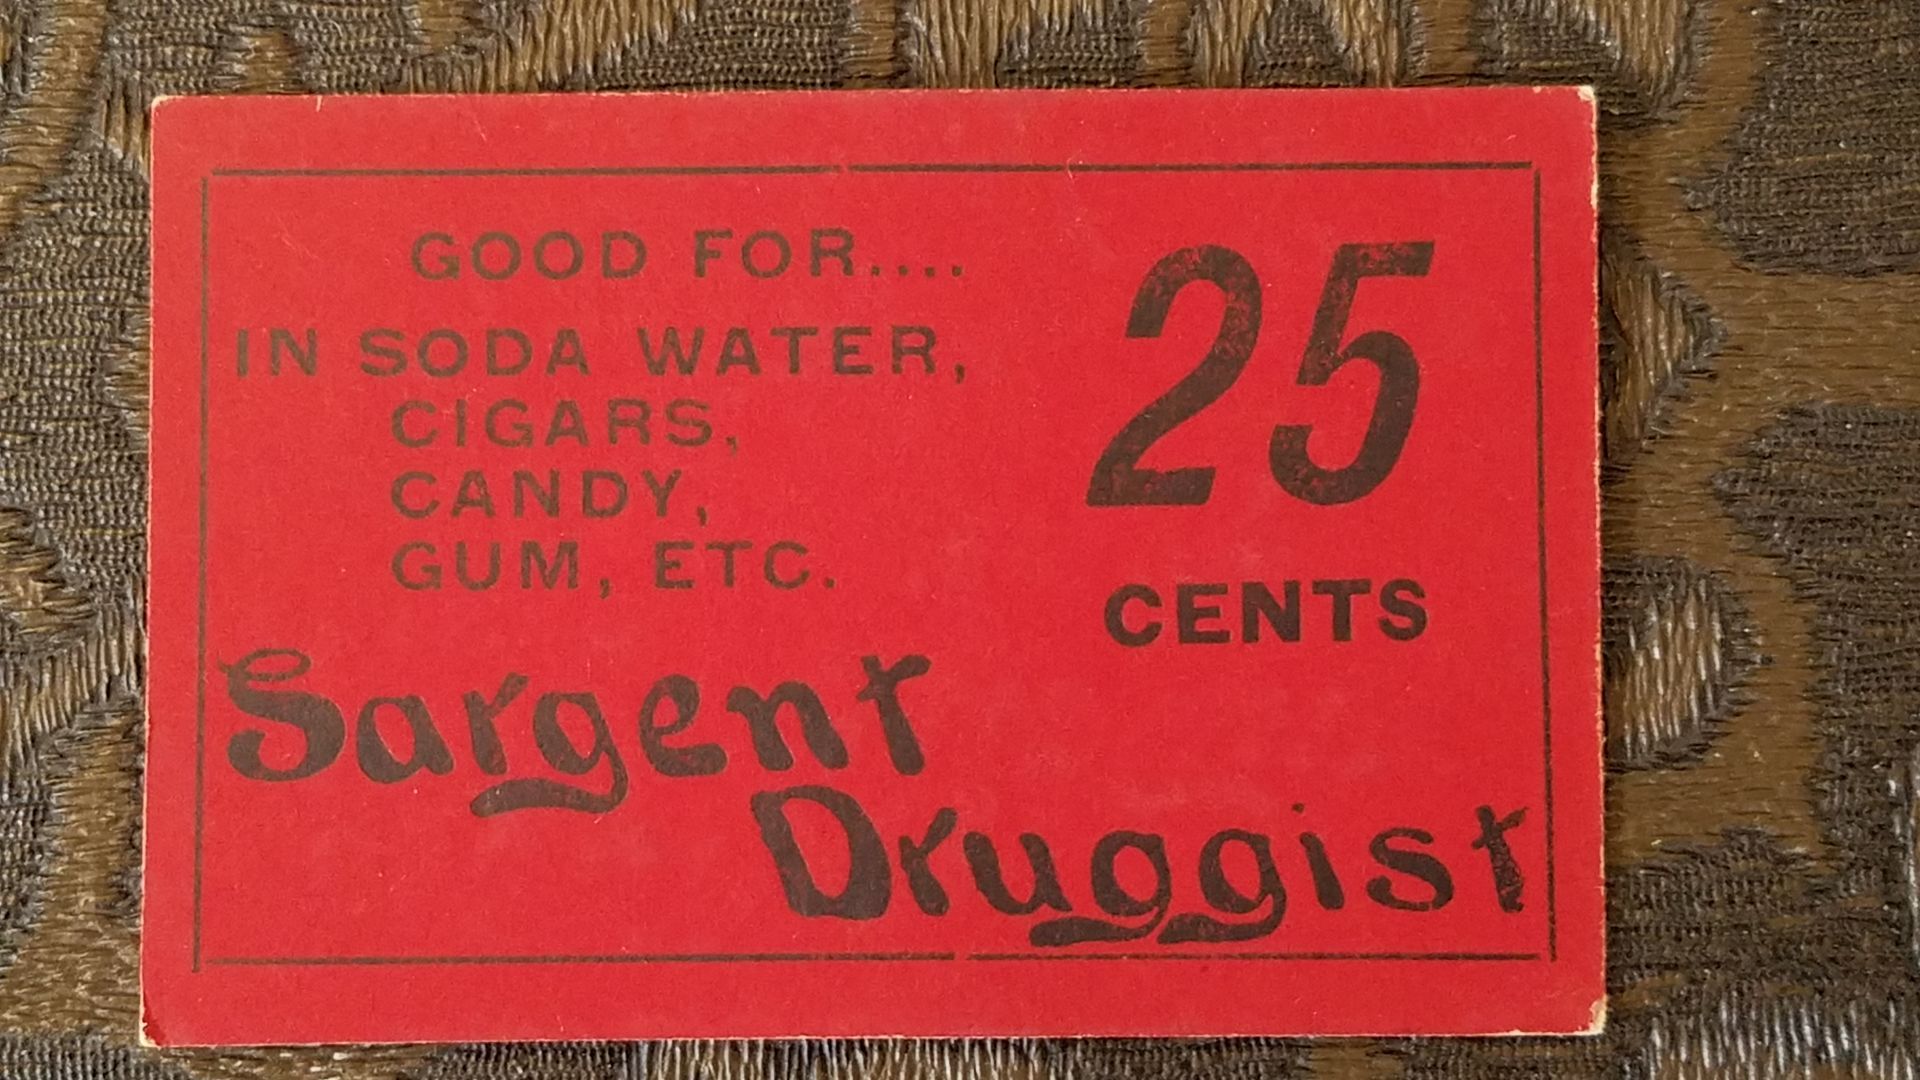 GOOD FOR....
IN SODA WATER,
CIGARS,
CANDY,
GUM, ETC.
25
CENTS
Sargent
Druggist